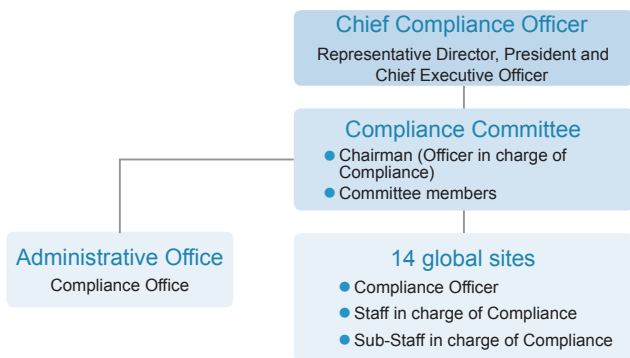 Chief Compliance Officer
Representative Director, President and
Chief Executive Officer
Compliance Committee
● Chairman (Officer in charge of
Compliance)
● Committee members
Administrative Office
Compliance Office
14 global sites
● Compliance Officer
● Staff in charge of Compliance
● Sub-Staff in charge of Compliance